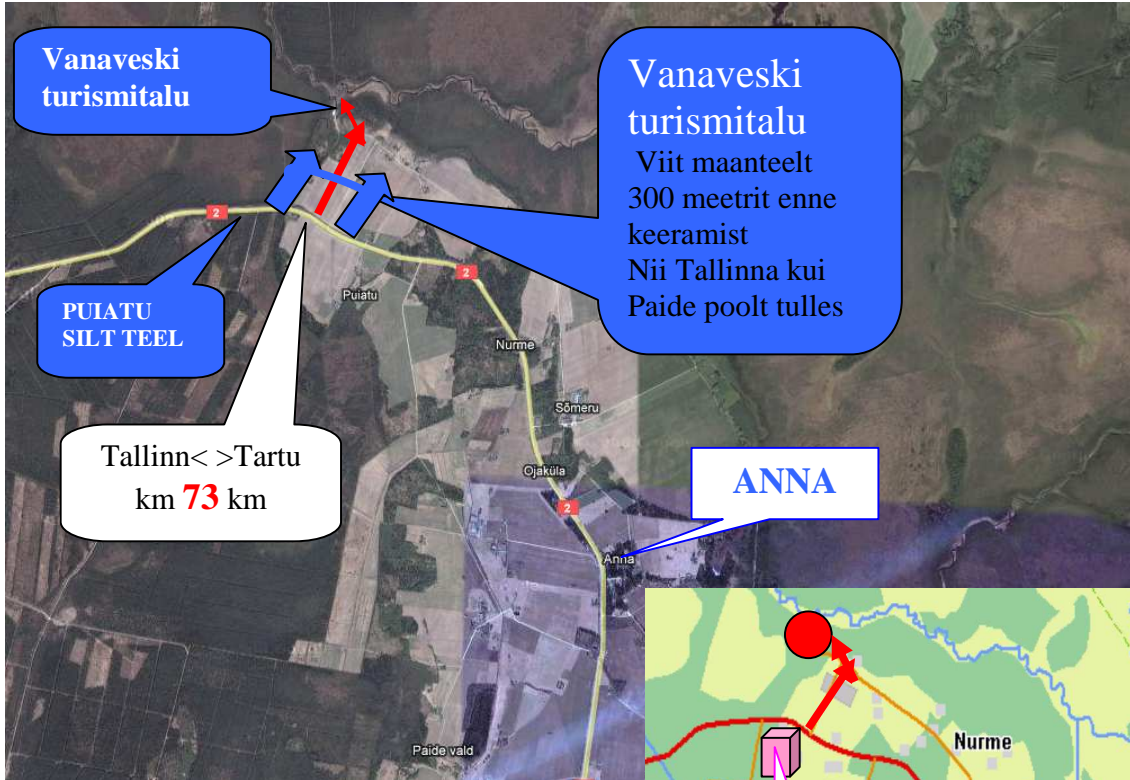 Vanaveski
turismitalu
Vanaveski
turismitalu
Viit maanteelt
300 meetrit enne
keeramist
Nii Tallinna kui
Paide poolt tulles
2
2
PUIATU
SILT TEEL
Puiatu
Nurme
Sõmeru
Tallinn< >Tartu
km 73 km
Ojaküla
ANNA
2
Anna
Nurme
Paide vald